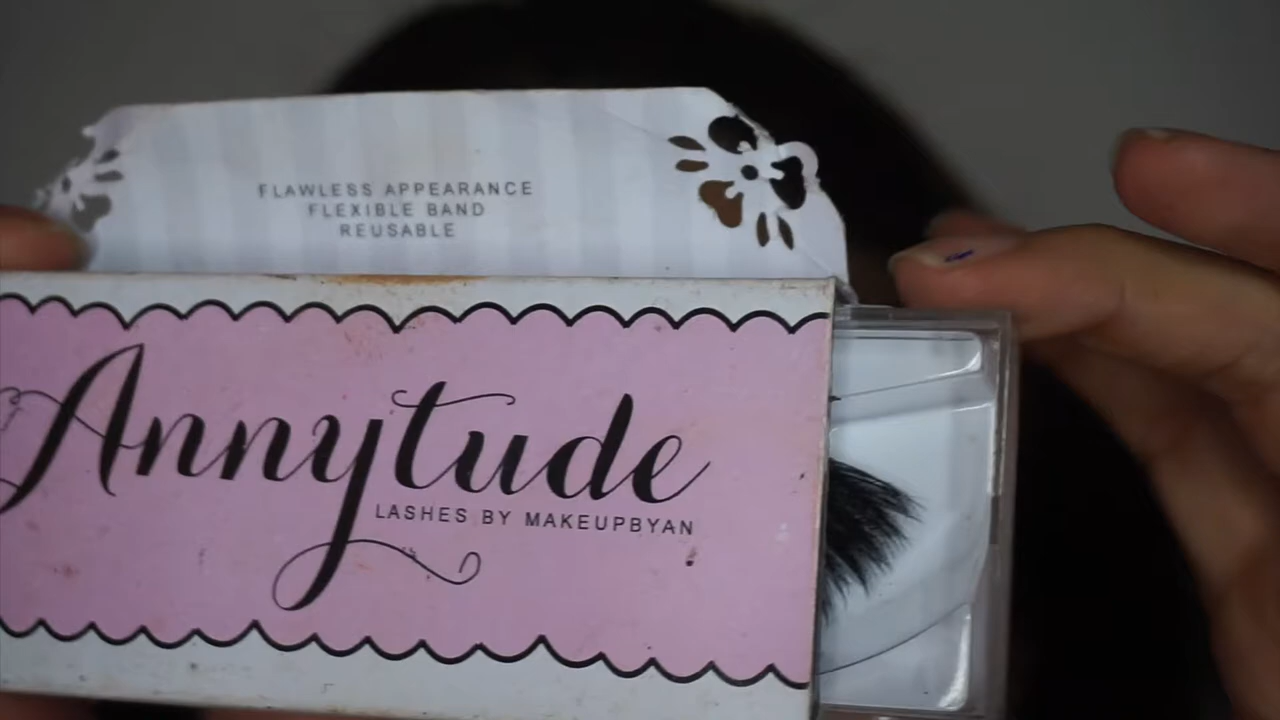 FLAWLESS APPEARANCE
FLEXIBLE BAND
REUSABLE
Annytude
LASHES BY MAKEUPBYAN